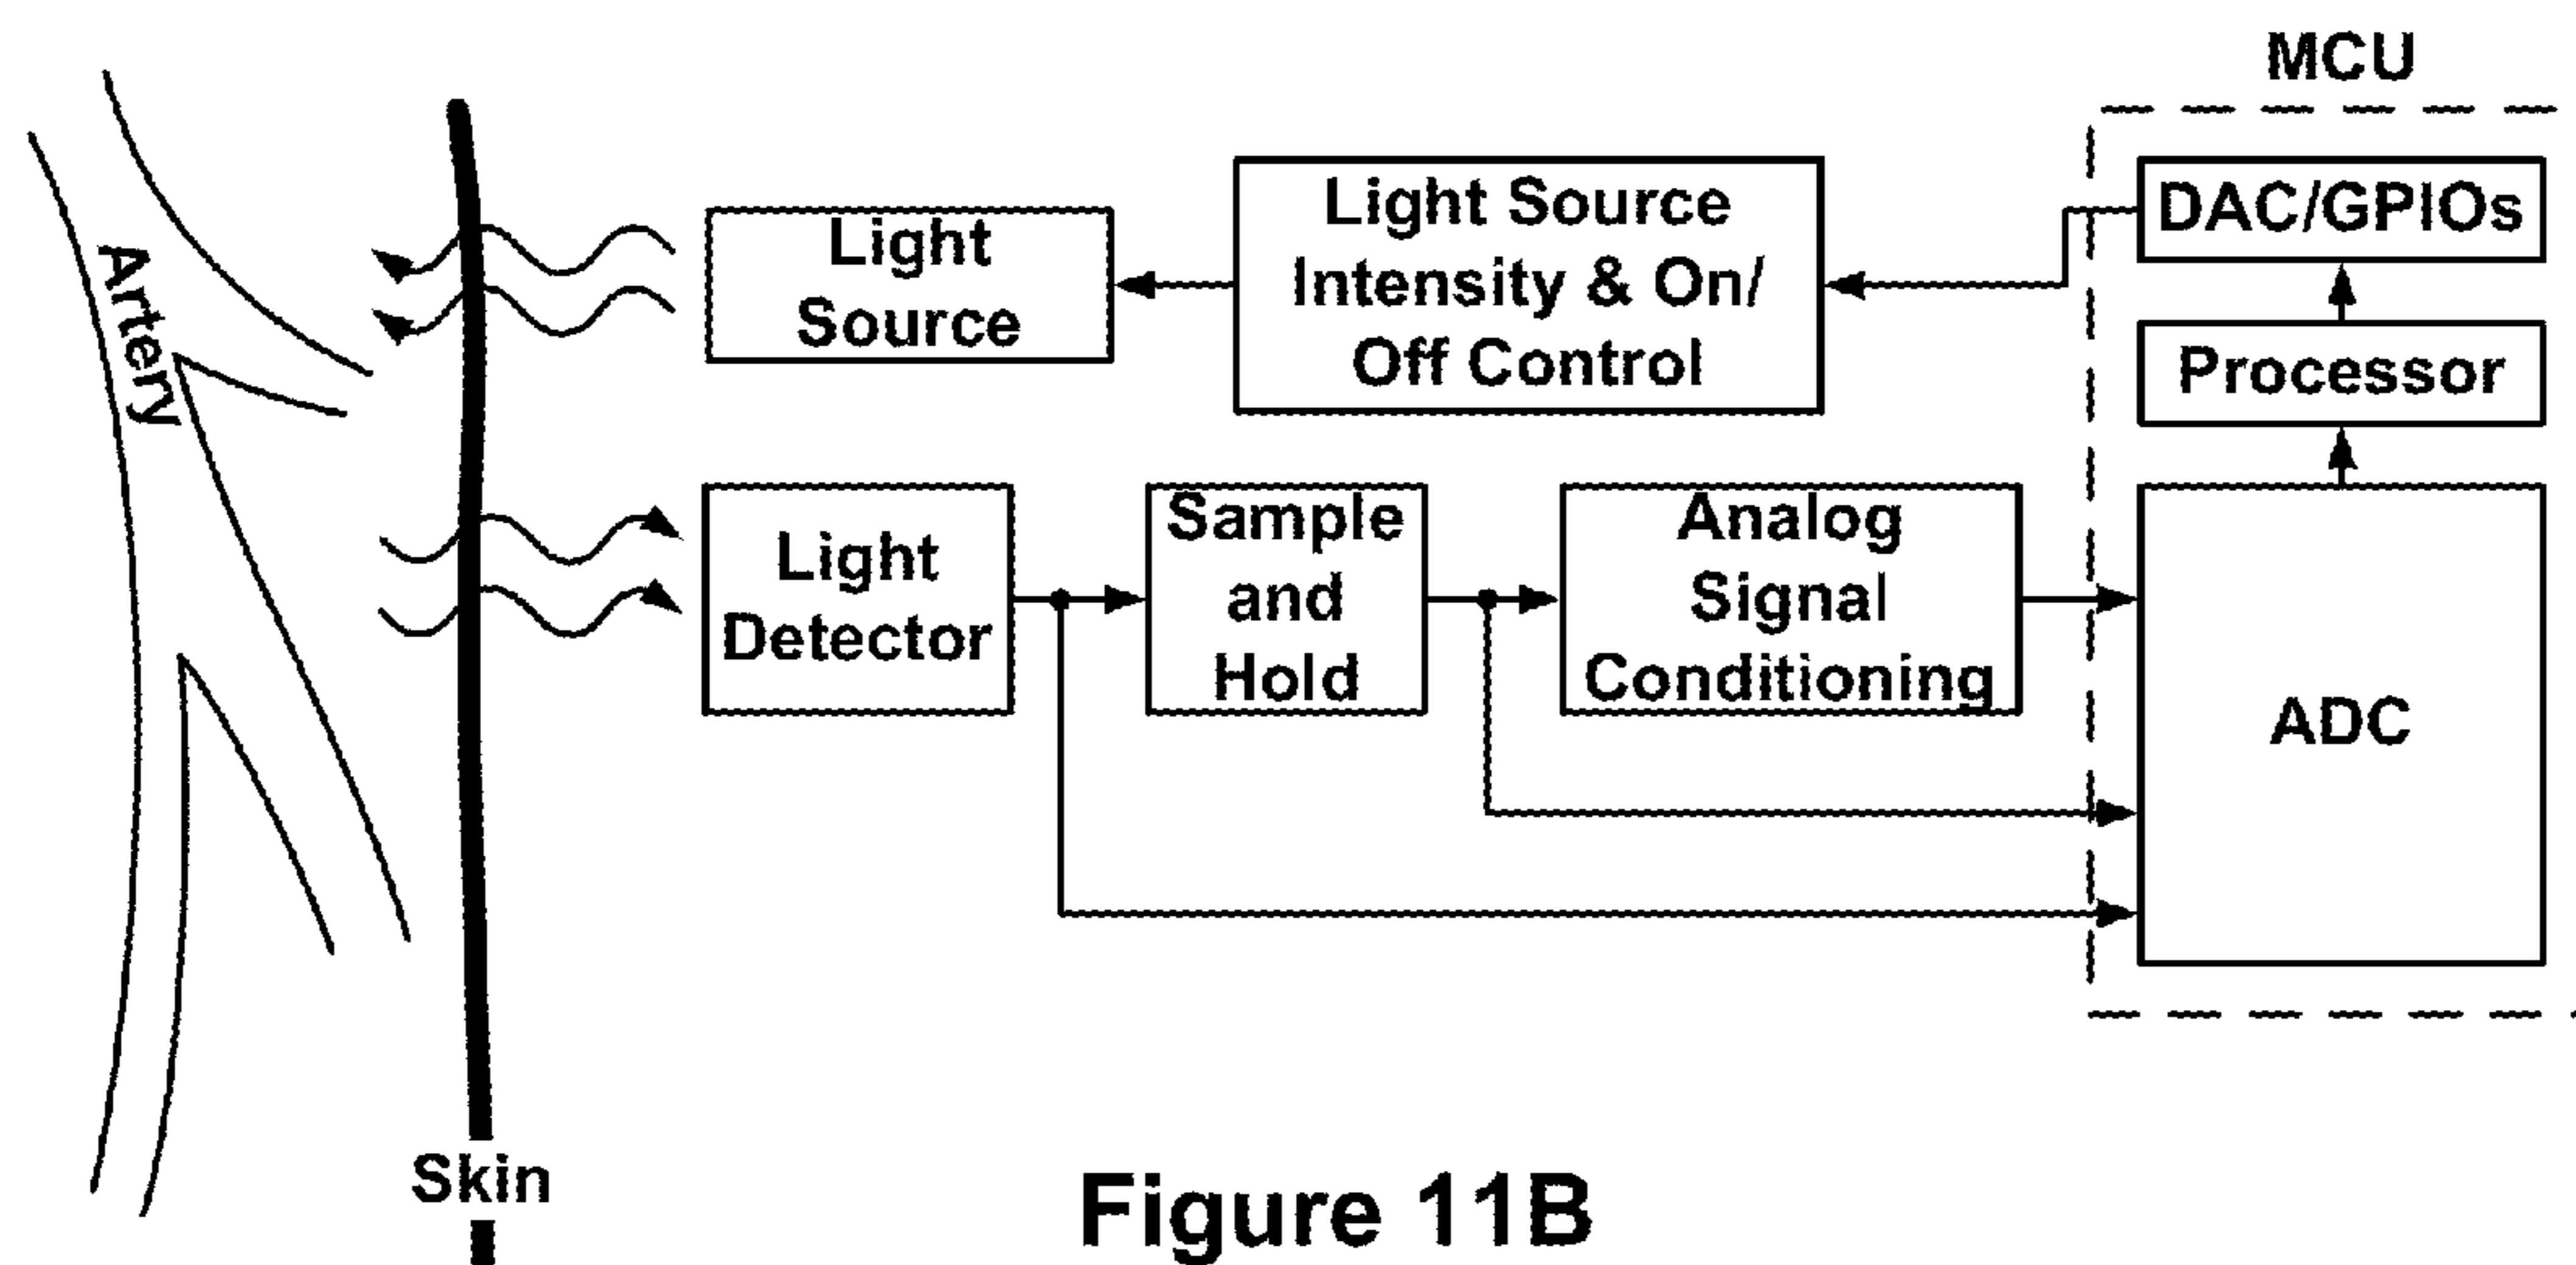 MCU
Artery
Light
Source
Light Source
Intensity & On/
Off Control
DAC/GPIOs
Processor
Light
Detector
Sample
and
Hold
Analog
Signal
Conditioning
ADC
Skin
Figure 11B